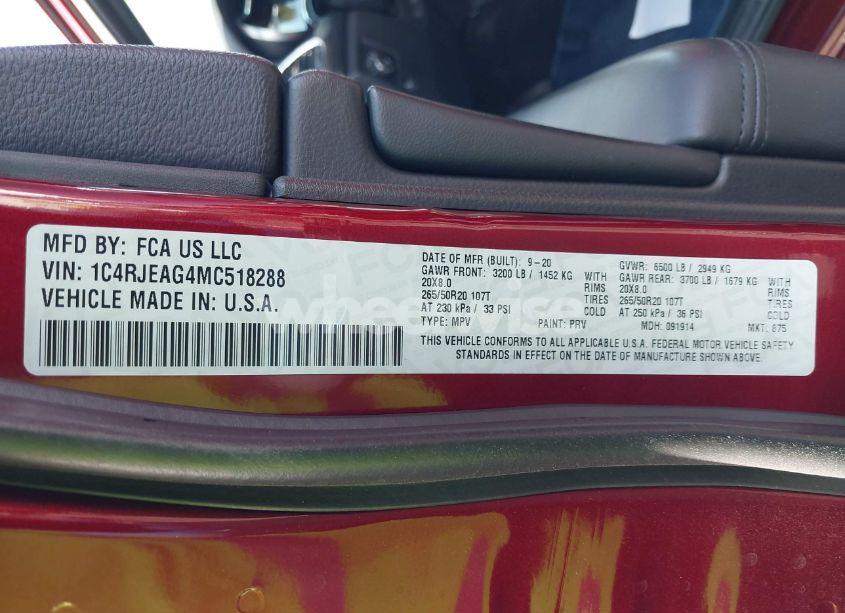 MFD BY: FCA US LLC
VIN: 1C4RJEAG4MC518288
VEHICLE MADE IN: U.S.A.
DATE OF MFR (BUILT): 9-20
GAWR FRONT: 3200 LB / 1452 KG WITH
20X8.0 RIMS
265/50R20 107T TIRES
AT 230 kPa / 33 PSI COLD
TYPE: MPV PAINT: PRV
GVWR: 6500 LB / 2949 KG
GAWR REAR: 3700 LB / 1679 KG WITH
20X8.0 RIMS
265/50R20 107T TIRES
AT 250 kPa / 36 PSI COLD
MDH: 091914 MKT: 875
THIS VEHICLE CONFORMS TO ALL APPLICABLE U.S.A. FEDERAL MOTOR VEHICLE SAFETY
STANDARDS IN EFFECT ON THE DATE OF MANUFACTURE SHOWN ABOVE.